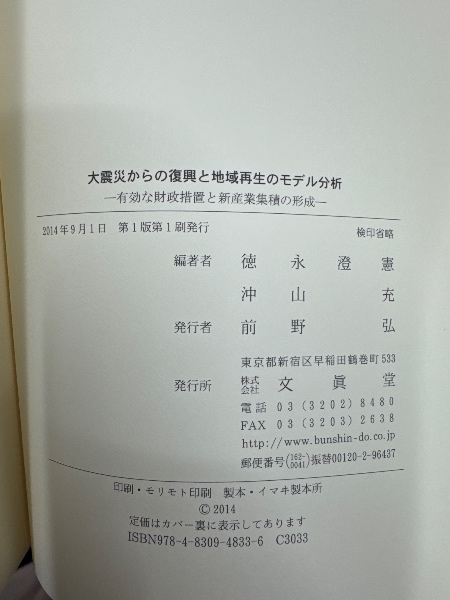 大震災からの復興と地域再生のモデル分析
―有効な財政措置と新産業集積の形成―
2014年9月1日 第1版第1刷発行 検印省略
編著者 徳永澄憲
沖山充
発行者 前野弘
東京都新宿区早稲田鶴巻町533
発行所 株式会社 文眞堂
電話 03(3202)8480
FAX 03(3203)2638
http://www.bunshin-do.co.jp
郵便番号(162-0041)振替00120-2-96437
印刷・モリモト印刷 製本・イマヰ製本所
©2014
定価はカバー裏に表示してあります
ISBN978-4-8309-4833-6 C3033